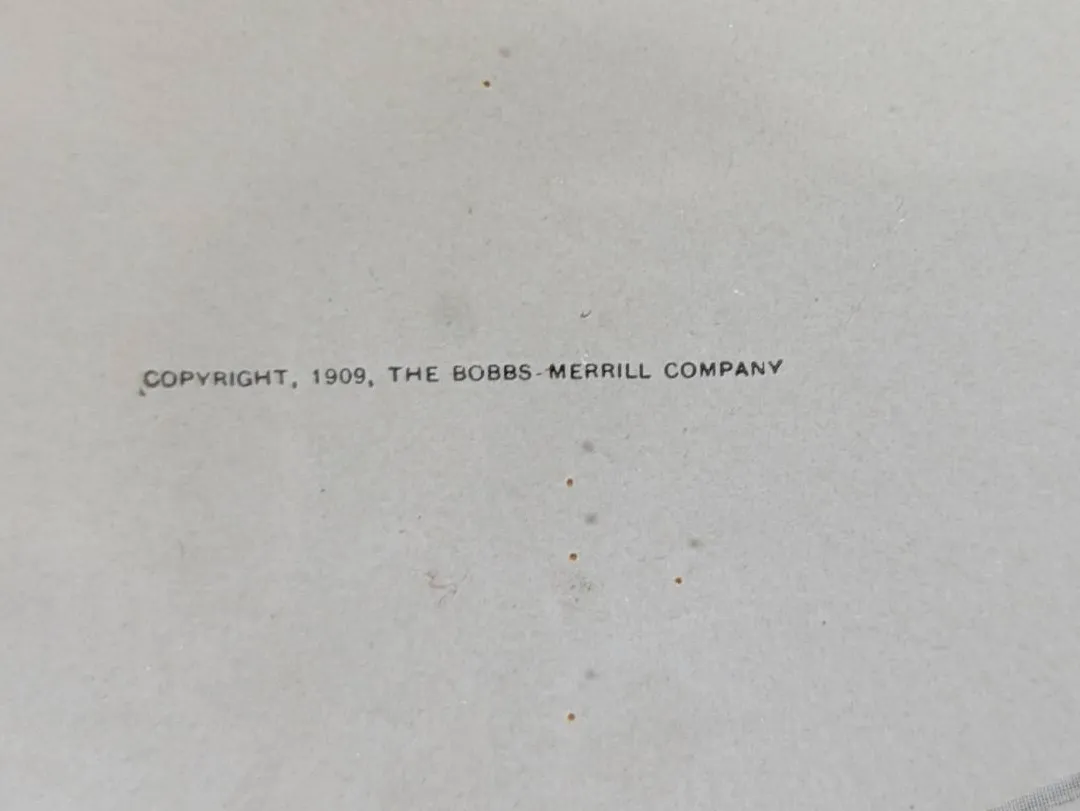 COPYRIGHT, 1909, THE BOBBS-MERRILL COMPANY